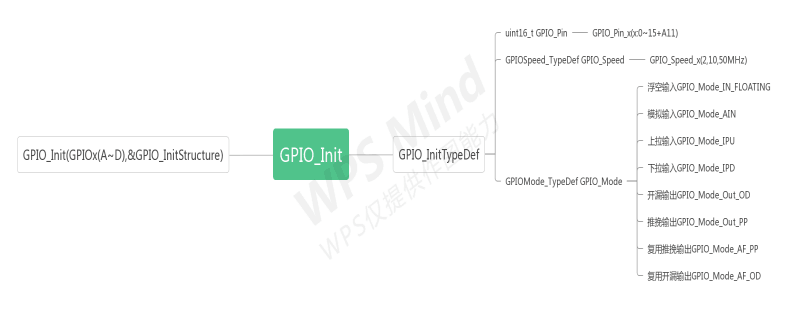 GPIO_Init(GPIOx(A~D),&GPIO_InitStructure)
GPIO_Init
GPIO_InitTypeDef
uint16_t GPIO_Pin
GPIO_Pin_x(x:0~15+A11)
GPIOSpeed_TypeDef GPIO_Speed
GPIO_Speed_x(2,10,50MHz)
GPIOMode_TypeDef GPIO_Mode
浮空输入GPIO_Mode_IN_FLOATING
模拟输入GPIO_Mode_AIN
上拉输入GPIO_Mode_IPU
下拉输入GPIO_Mode_IPD
开漏输出GPIO_Mode_Out_OD
推挽输出GPIO_Mode_Out_PP
复用推挽输出GPIO_Mode_AF_PP
复用开漏输出GPIO_Mode_AF_OD
WPS Mind
WPS仅提供作图能力